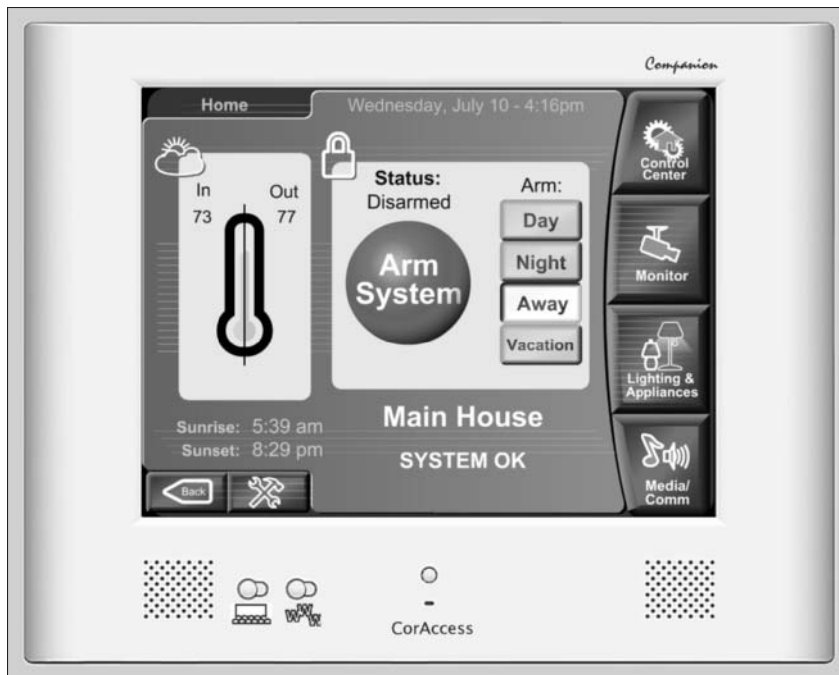 Companion
Home
Wednesday, July 10 - 4:16pm
In
Out
73
77
Status:
Disarmed
Arm
System
Arm:
Day
Night
Away
Vacation
Control
Center
Monitor
Lighting &
Appliances
Media/
Comm
Sunrise: 5:39 am
Sunset: 8:29 pm
Main House
SYSTEM OK
Back
WWW
CorAccess